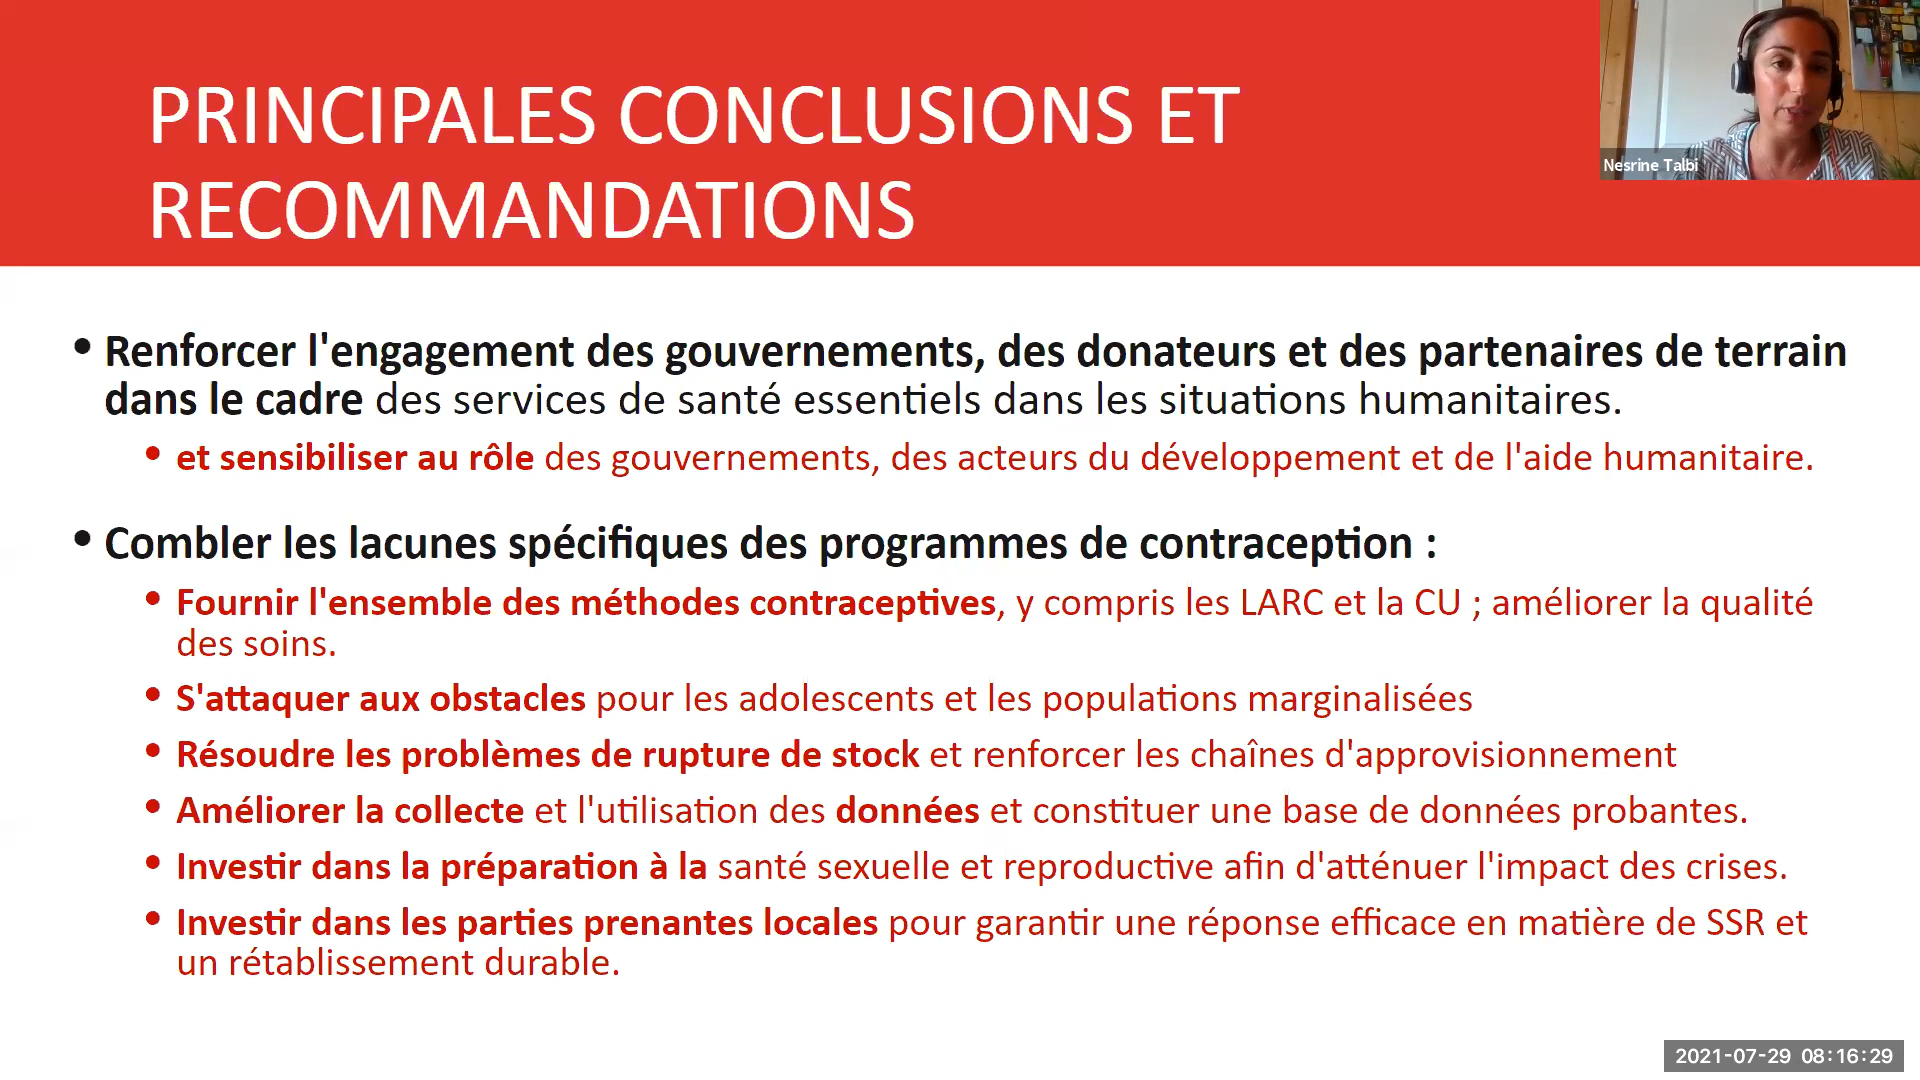 PRINCIPALES CONCLUSIONS ET
RECOMMANDATIONS
Nesrine Talbi
• Renforcer l'engagement des gouvernements, des donateurs et des partenaires de terrain
dans le cadre des services de santé essentiels dans les situations humanitaires.
• et sensibiliser au rôle des gouvernements, des acteurs du développement et de l'aide humanitaire.
• Combler les lacunes spécifiques des programmes de contraception :
• Fournir l'ensemble des méthodes contraceptives, y compris les LARC et la CU ; améliorer la qualité
des soins.
• S'attaquer aux obstacles pour les adolescents et les populations marginalisées
• Résoudre les problèmes de rupture de stock et renforcer les chaînes d'approvisionnement
• Améliorer la collecte et l'utilisation des données et constituer une base de données probantes.
• Investir dans la préparation à la santé sexuelle et reproductive afin d'atténuer l'impact des crises.
• Investir dans les parties prenantes locales pour garantir une réponse efficace en matière de SSR et
un rétablissement durable.
2021-07-29 08:16:29